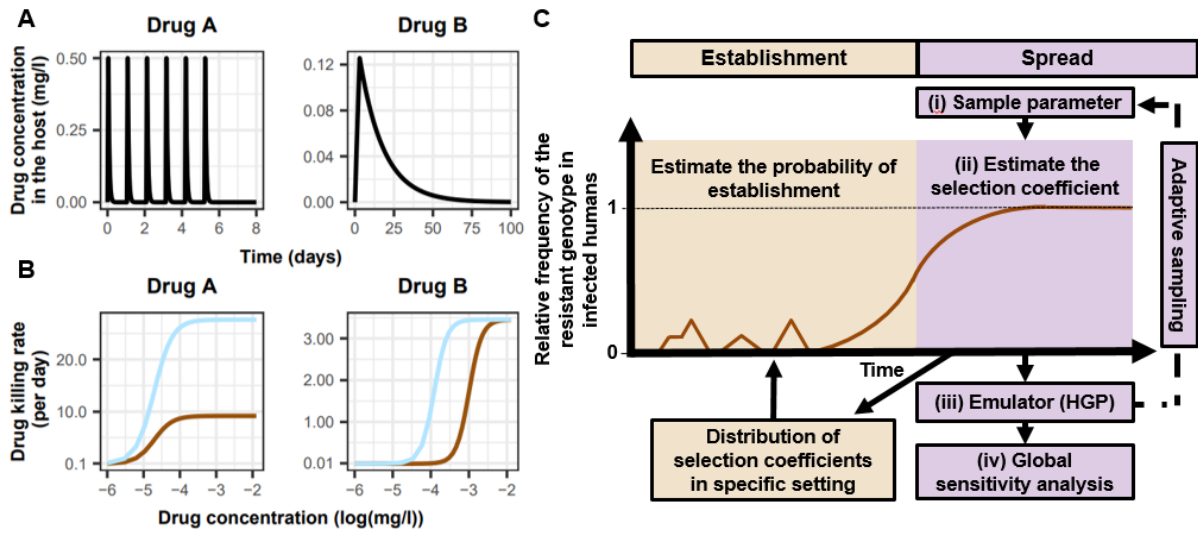 A
Drug A
Drug B
Drug concentration
in the host (mg/l)
0.50
0.25
0.00
0
2
4
6
8
0.12
0.08
0.04
0.00
0
25
50
75
100
Time (days)
B
Drug A
Drug B
Drug killing rate
(per day)
20.0
10.0
0.1
−6
−5
−4
−3
−2
3.00
2.00
1.00
0.01
−6
−5
−4
−3
−2
Drug concentration (log(mg/l))
C
Establishment
Spread
(i) Sample parameter
Relative frequency of the
resistant genotype in
infected humans
1
0
Estimate the probability of
establishment
(ii) Estimate the
selection coefficient
Adaptive sampling
Time
Distribution of
selection coefficients
in specific setting
(iii) Emulator (HGP)
(iv) Global
sensitivity analysis